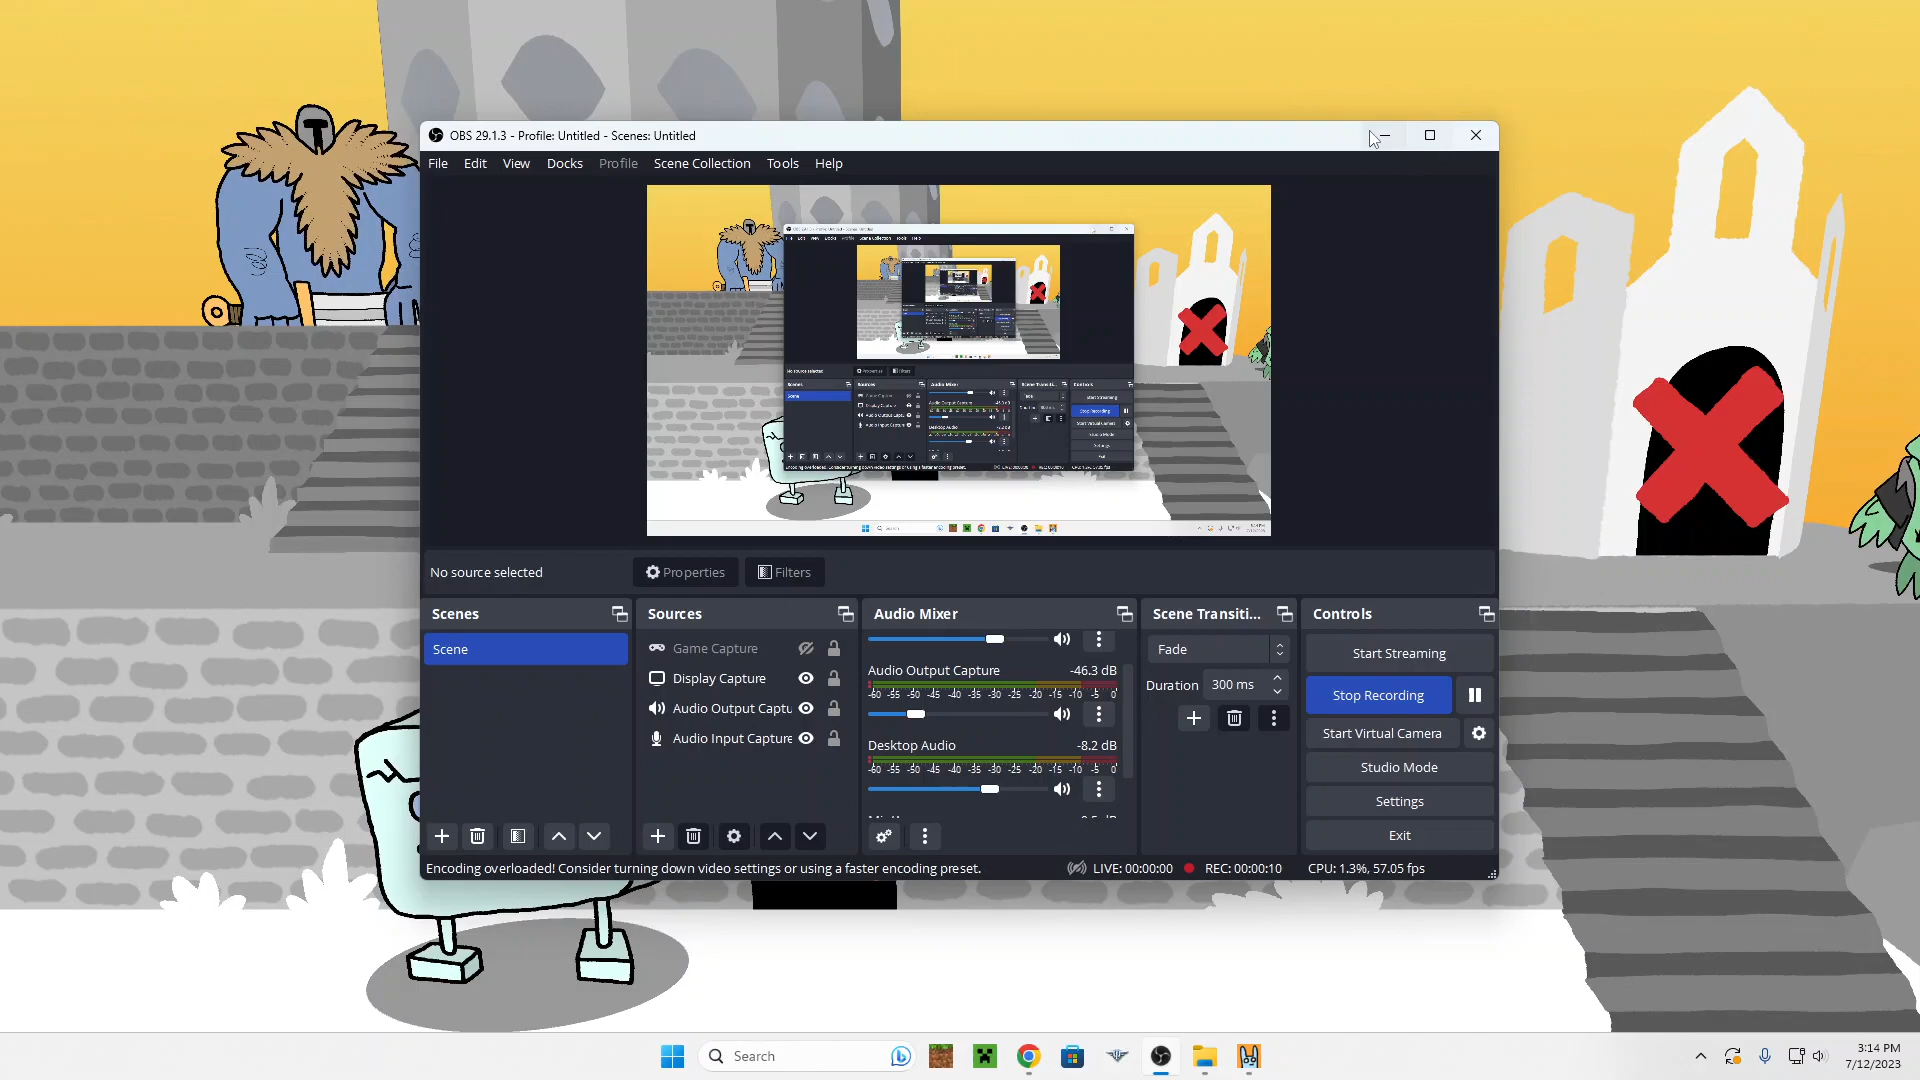 OBS 29.1.3 - Profile: Untitled - Scenes: Untitled
File Edit View Docks Profile Scene Collection Tools Help
No source selected
Properties
Filters
Scenes
Scene
Sources
Game Capture
Display Capture
Audio Output Captu
Audio Input Capture
Audio Mixer
Audio Output Capture -46.3 dB
-60 -55 -50 -45 -40 -35 -30 -25 -20 -15 -10 -5 0
Desktop Audio -8.2 dB
-60 -55 -50 -45 -40 -35 -30 -25 -20 -15 -10 -5 0
Scene Transiti...
Fade
Duration 300 ms
Controls
Start Streaming
Stop Recording
Start Virtual Camera
Studio Mode
Settings
Exit
Encoding overloaded! Consider turning down video settings or using a faster encoding preset.
LIVE: 00:00:00
REC: 00:00:10
CPU: 1.3%, 57.05 fps
Search
3:14 PM
7/12/2023